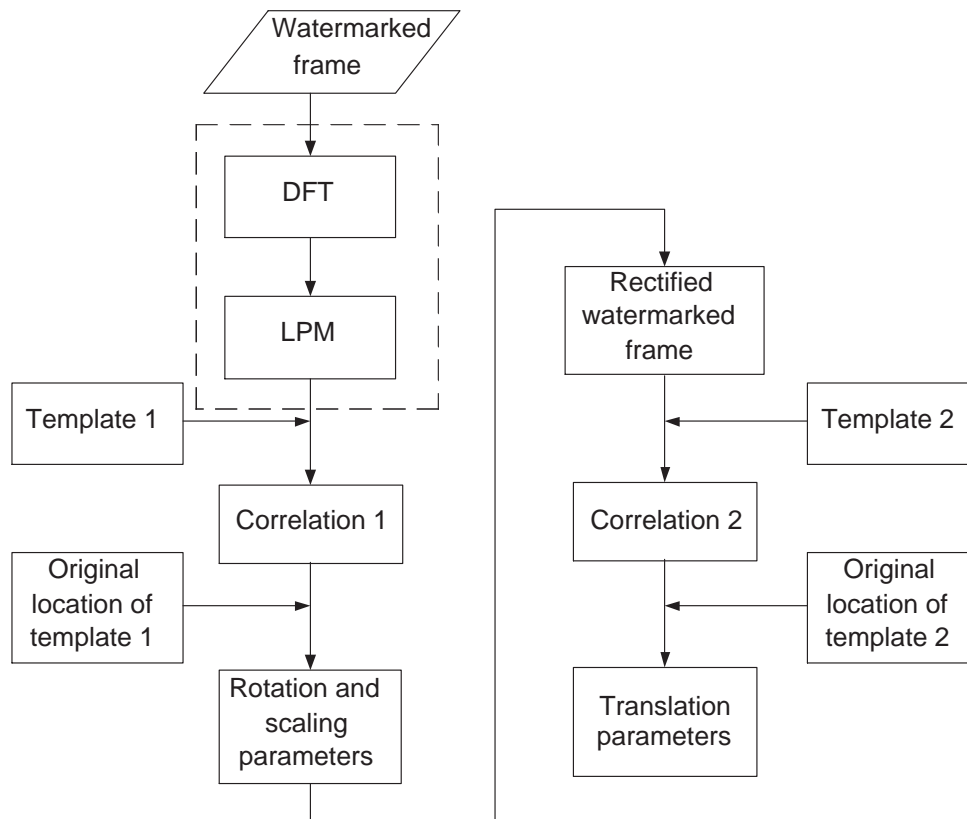 Watermarked
frame
DFT
LPM
Template 1
Correlation 1
Original
location of
template 1
Rotation and
scaling
parameters
Rectified
watermarked
frame
Template 2
Correlation 2
Original
location of
template 2
Translation
parameters